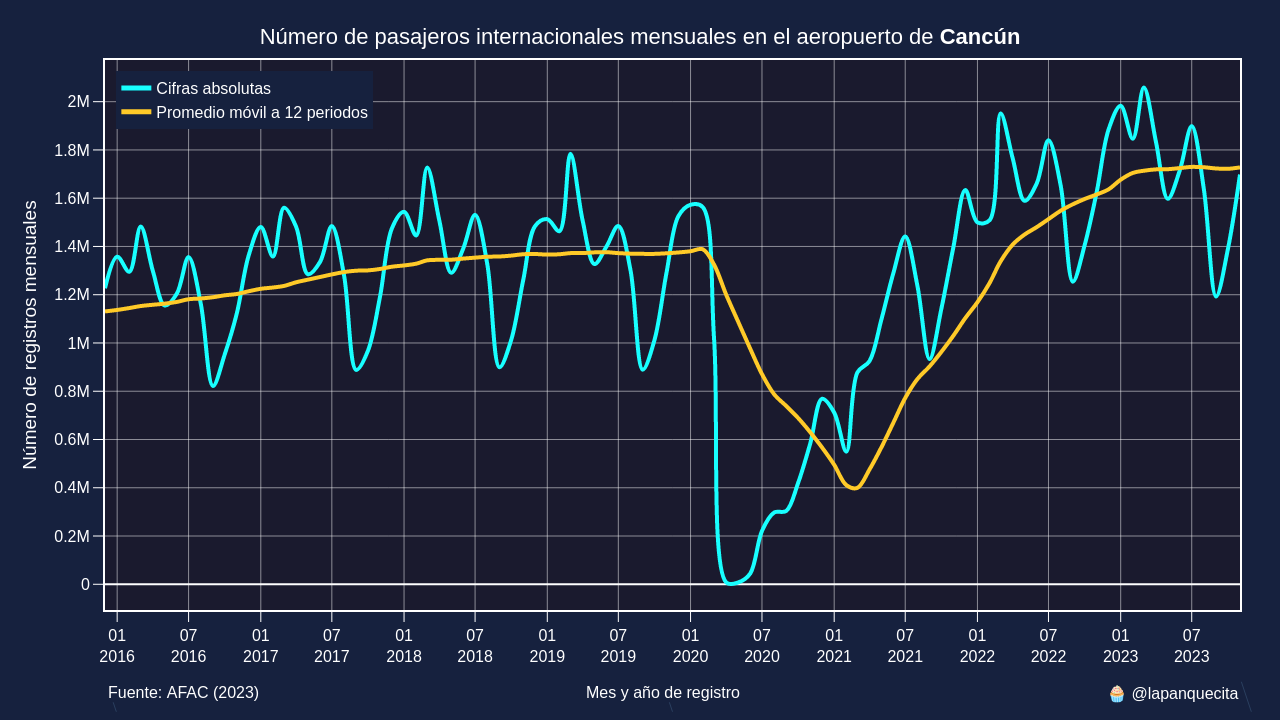 Número de pasajeros internacionales mensuales en el aeropuerto de Cancún
Cifras absolutas
Promedio móvil a 12 periodos
Número de registros mensuales
2M
1.8M
1.6M
1.4M
1.2M
1M
0.8M
0.6M
0.4M
0.2M
0
01 07 01 07 01 07 01 07 01 07 01 07 01 07 01 07
2016 2016 2017 2017 2018 2018 2019 2019 2020 2020 2021 2021 2022 2022 2023 2023
Fuente: AFAC (2023) Mes y año de registro 🧁 @lapanquecita